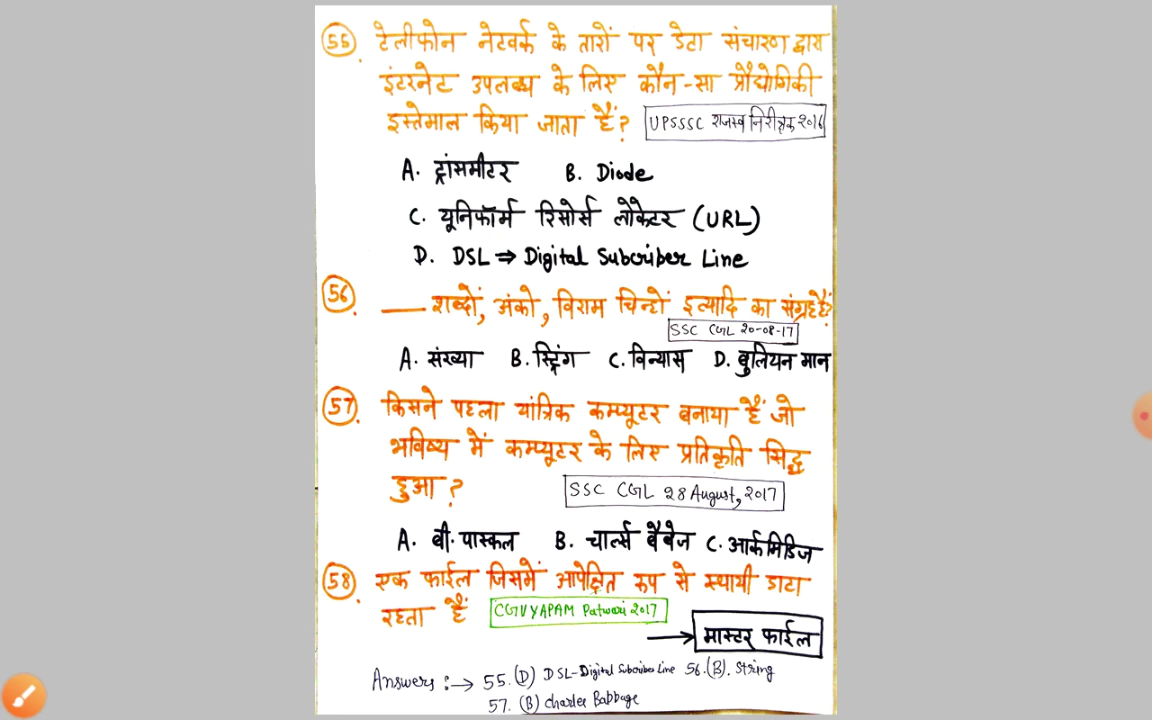 55. टेलीफोन नेटवर्क के तारों पर डेटा संचारण द्वारा
इंटरनेट उपलब्ध के लिए कौन-सा प्रौद्योगिकी
इस्तेमाल किया जाता हैं? UPSSSC राजस्व निरीक्षक 2016
A. ट्रांसमीटर B. Diode
C. यूनिफॉर्म रिसोर्स लोकेटर (URL)
D. DSL ⇒ Digital Subcriber Line
56. ___ शब्दों, अंको, विराम चिन्हों इत्यादि का संग्रह हैं?
SSC CGL 20-08-17
A. संख्या B. स्ट्रिंग C. विन्यास D. बुलियन मान
57. किसने पहला यांत्रिक कम्प्यूटर बनाया हैं जो
भविष्य में कम्प्यूटर के लिए प्रतिकृति सिद्ध
हुआ? SSC CGL 28 August, 2017
A. बी. पास्कल B. चार्ल्स बैबेज C. आर्कमिडिज
58. एक फाईल जिसमें आपेक्षित रूप से स्थायी डाटा
रहता हैं CGVYAPAM Patwari 2017
→ मास्टर फाईल
Answers :→ 55. (D) DSL-Digital Subcriber Line 56. (B). String
57. (B) Charles Babbage